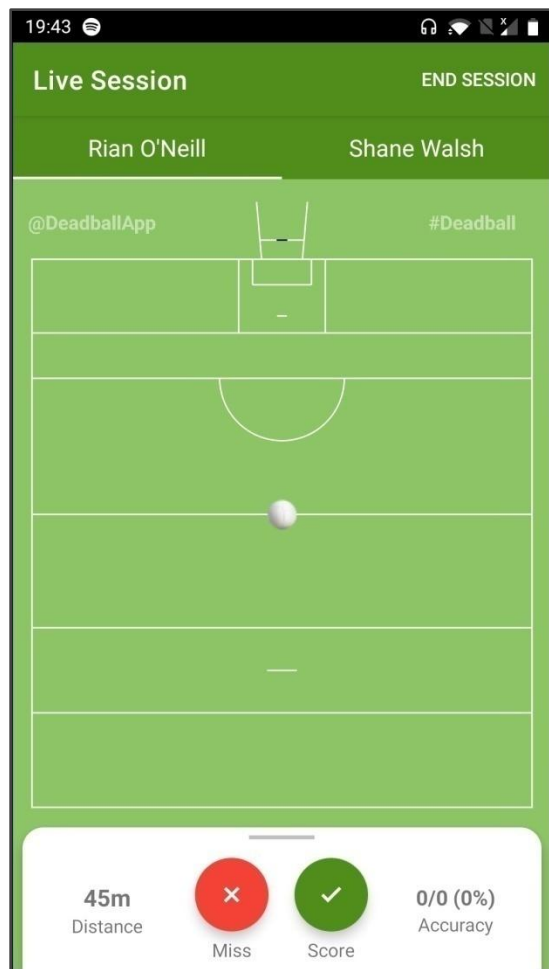 19:43
Live Session
END SESSION
Rian O'Neill
Shane Walsh
@DeadballApp
#Deadball
45m
Distance
Miss
Score
0/0 (0%)
Accuracy